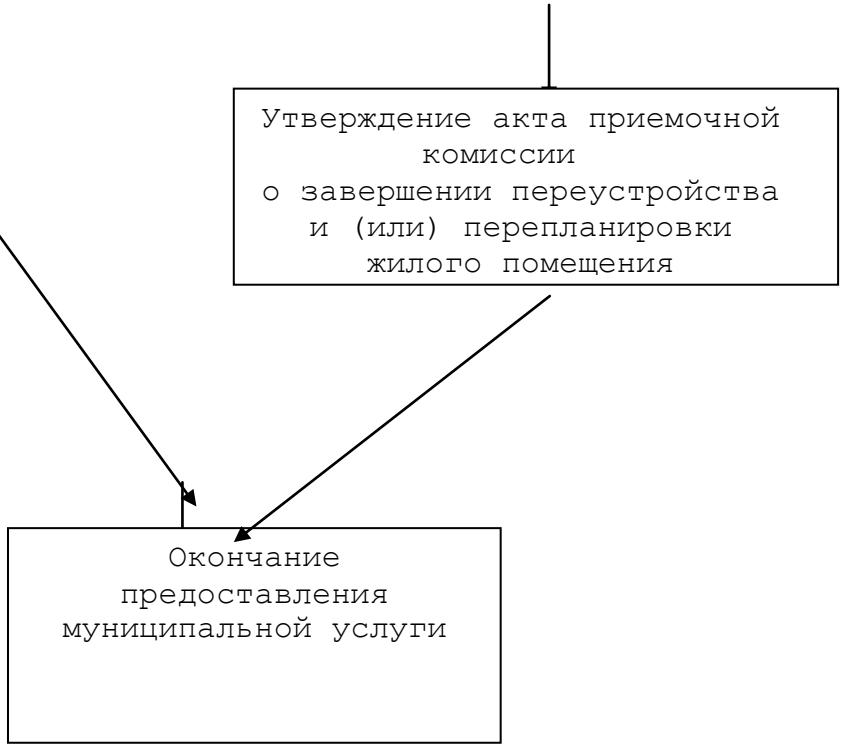 Утверждение акта приемочной
комиссии
о завершении переустройства
и (или) перепланировки
жилого помещения
Окончание
предоставления
муниципальной услуги